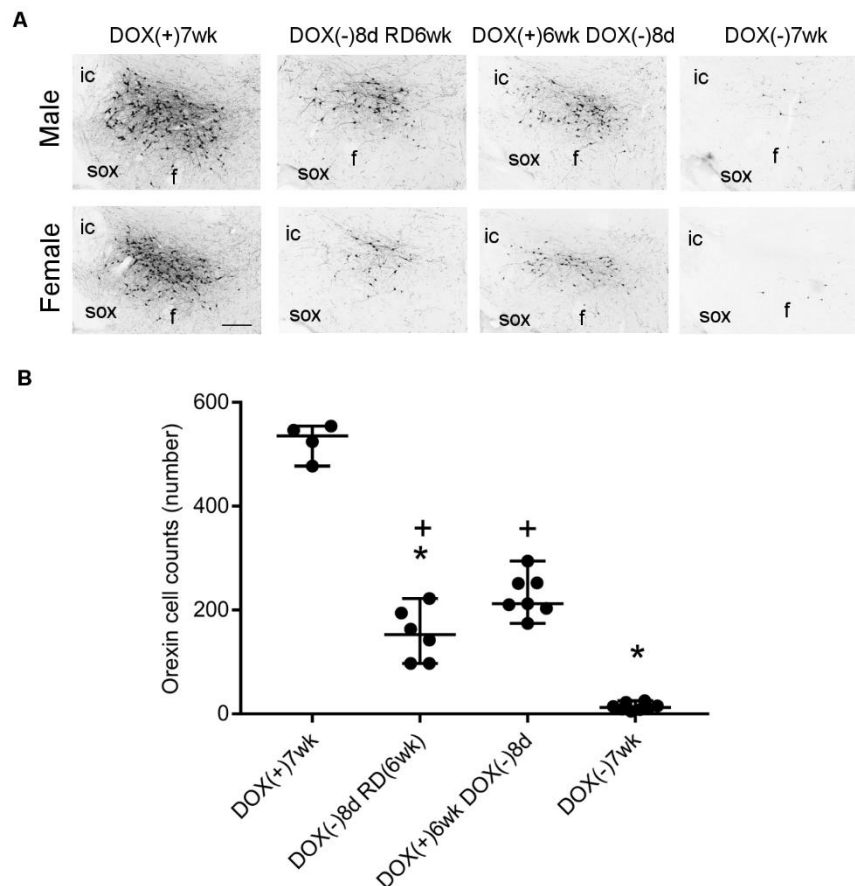 A
DOX(+)7wk DOX(-)8d RD6wk DOX(+)6wk DOX(-)8d DOX(-)7wk
Male
ic ic ic ic
sox f sox f sox f sox f
Female
ic ic ic ic
sox f sox f sox f sox f
B
Orexin cell counts (number)
600
400
200
0
+
*
+
*
DOX(+)7wk
DOX(-)8d RD(6wk)
DOX(+)6wk DOX(-)8d
DOX(-)7wk